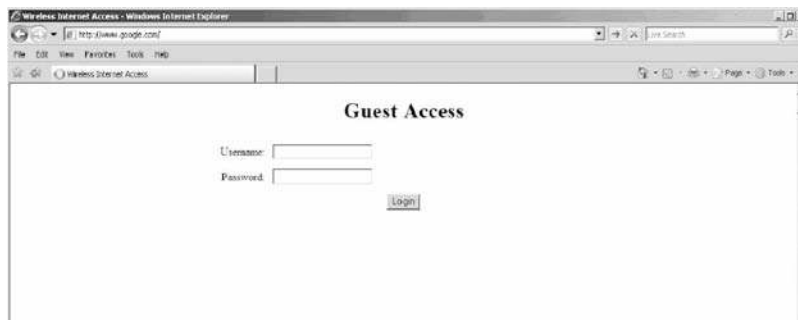 Wireless Internet Access - Windows Internet Explorer
http://www.google.com/
Live Search
File Edit View Favorites Tools Help
Wireless Internet Access
Page Tools
Guest Access
Username:
Password:
Login